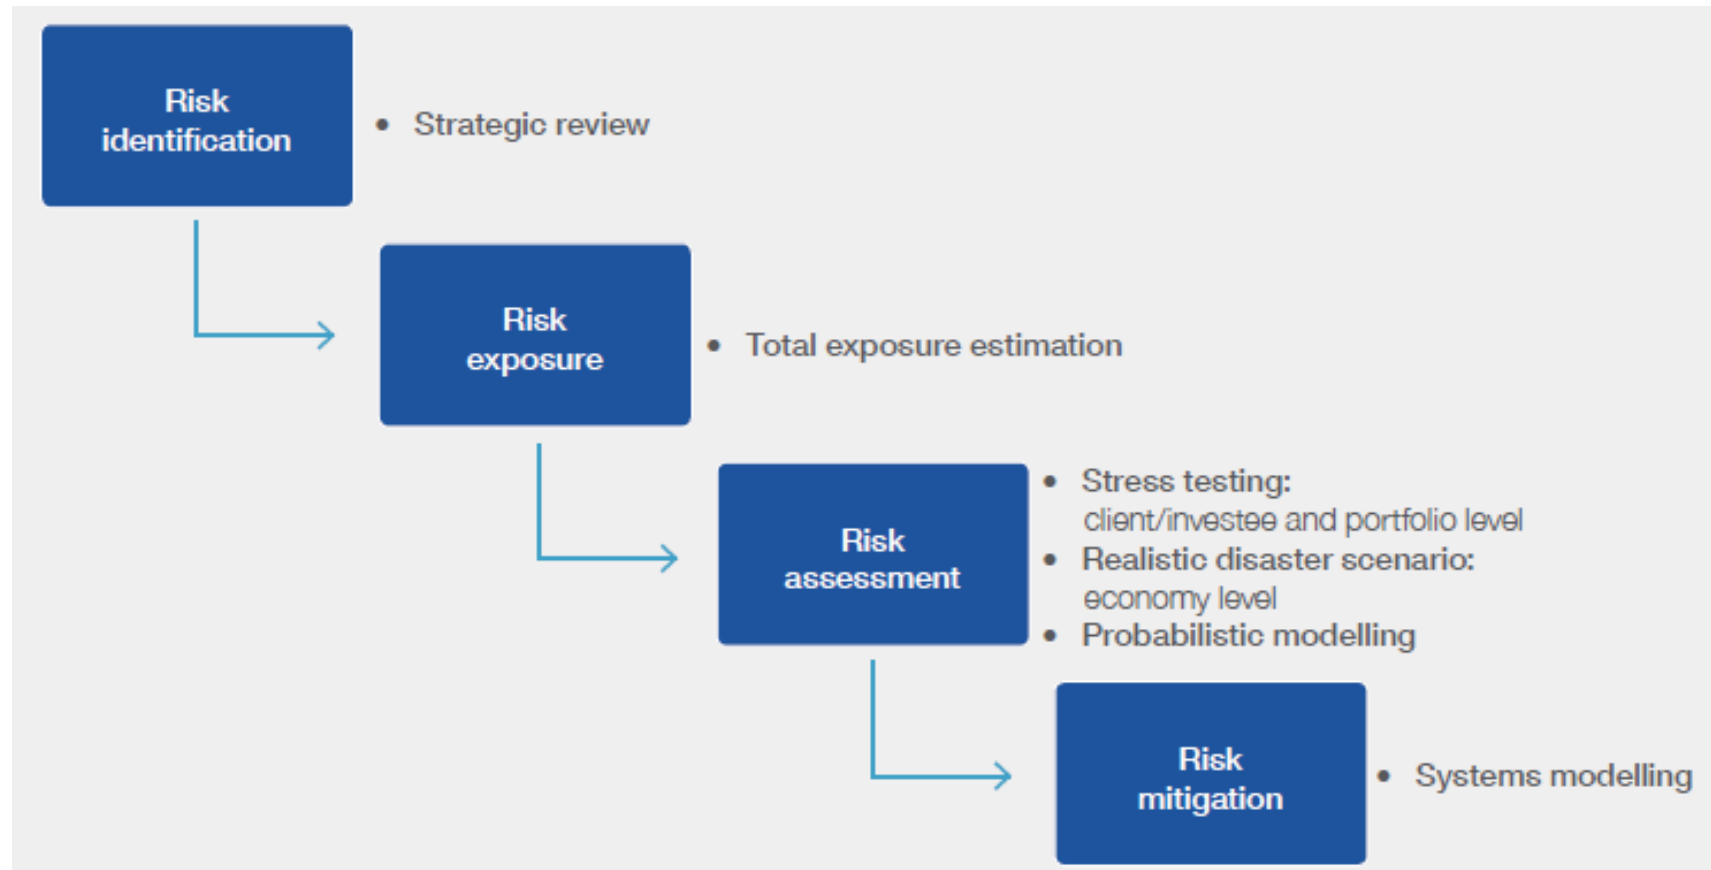 Risk
identification
• Strategic review
Risk
exposure
• Total exposure estimation
Risk
assessment
• Stress testing:
client/investee and portfolio level
• Realistic disaster scenario:
economy level
• Probabilistic modelling
Risk
mitigation
• Systems modelling